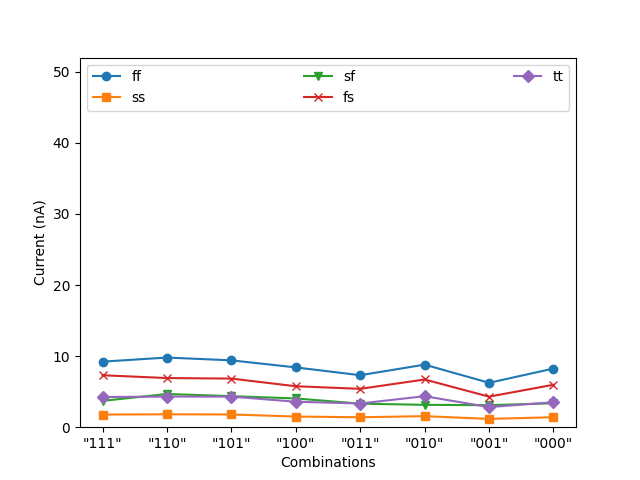 50
40
30
20
10
0
Current (nA)
ff
ss
sf
fs
tt
"111" "110" "101" "100" "011" "010" "001" "000"
Combinations